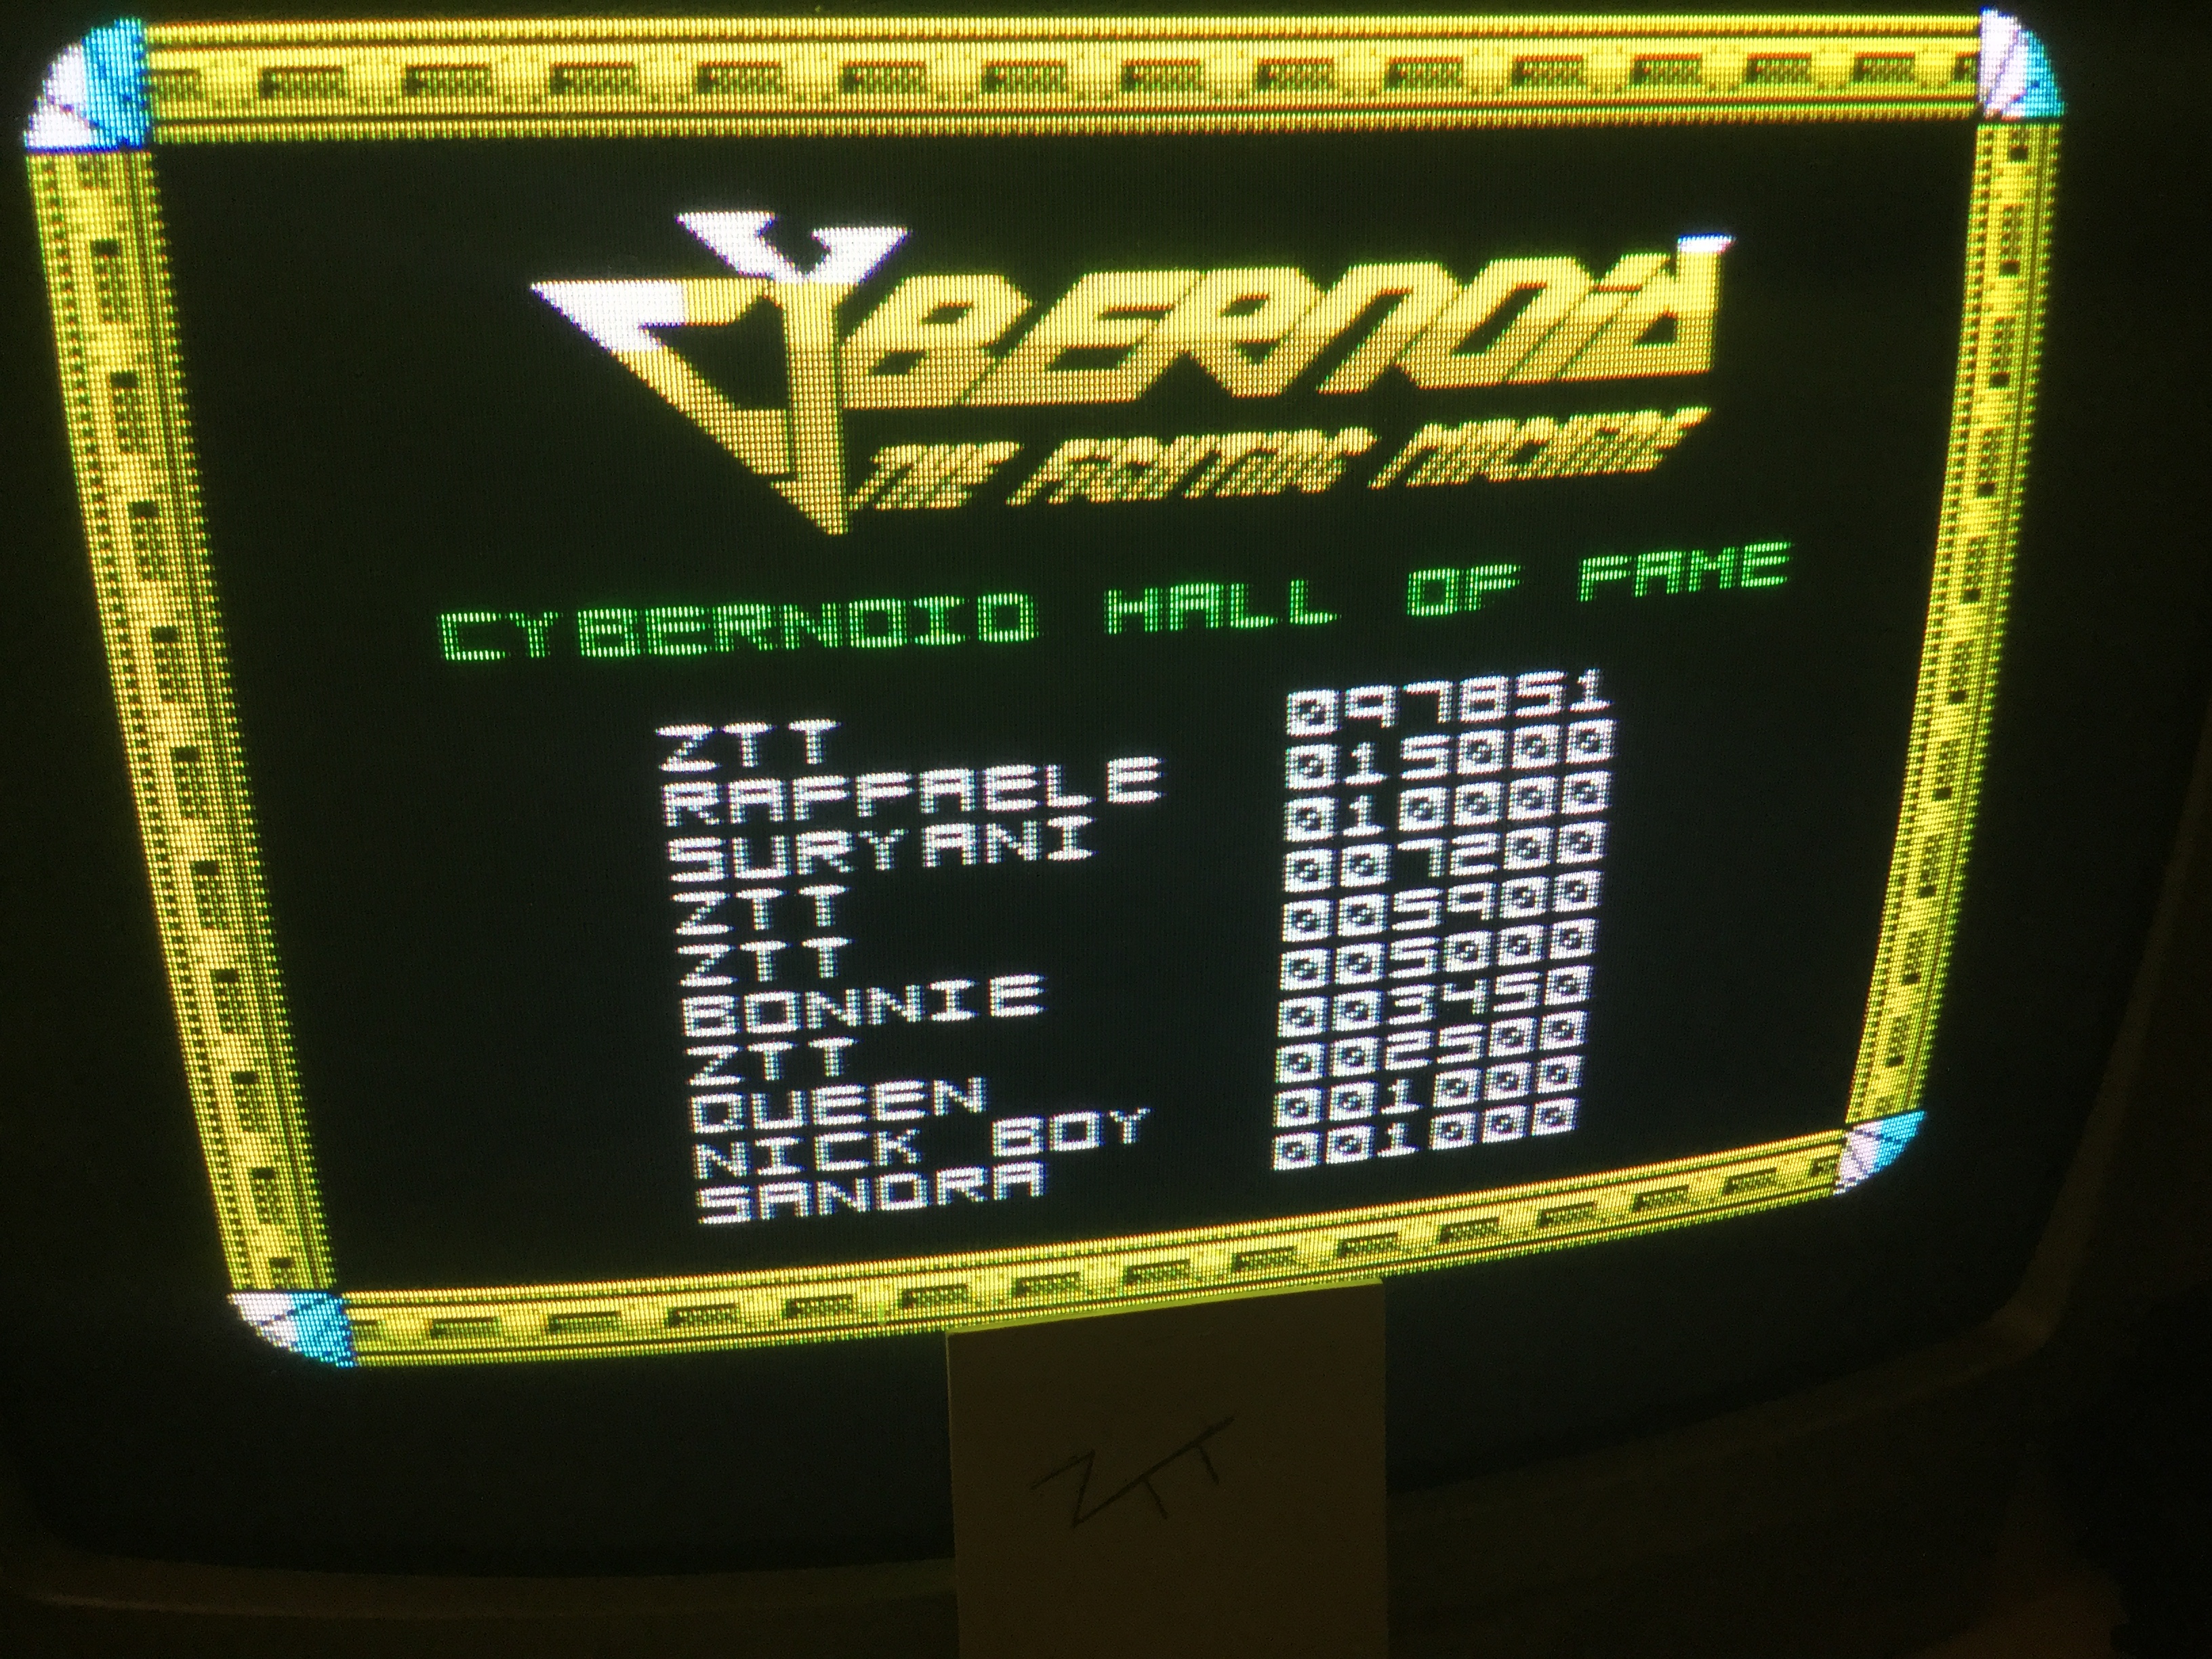 CYBERNOID
THE FIGHTING MACHINE
CYBERNOID HALL OF FAME
ZTT 097851
RAFFAELE 015000
SURYANI 010000
ZTT 007200
ZTT 005900
BONNIE 005000
ZTT 003450
QUEEN 002500
NICK BOY 001000
SANDRA 001000
ZTT